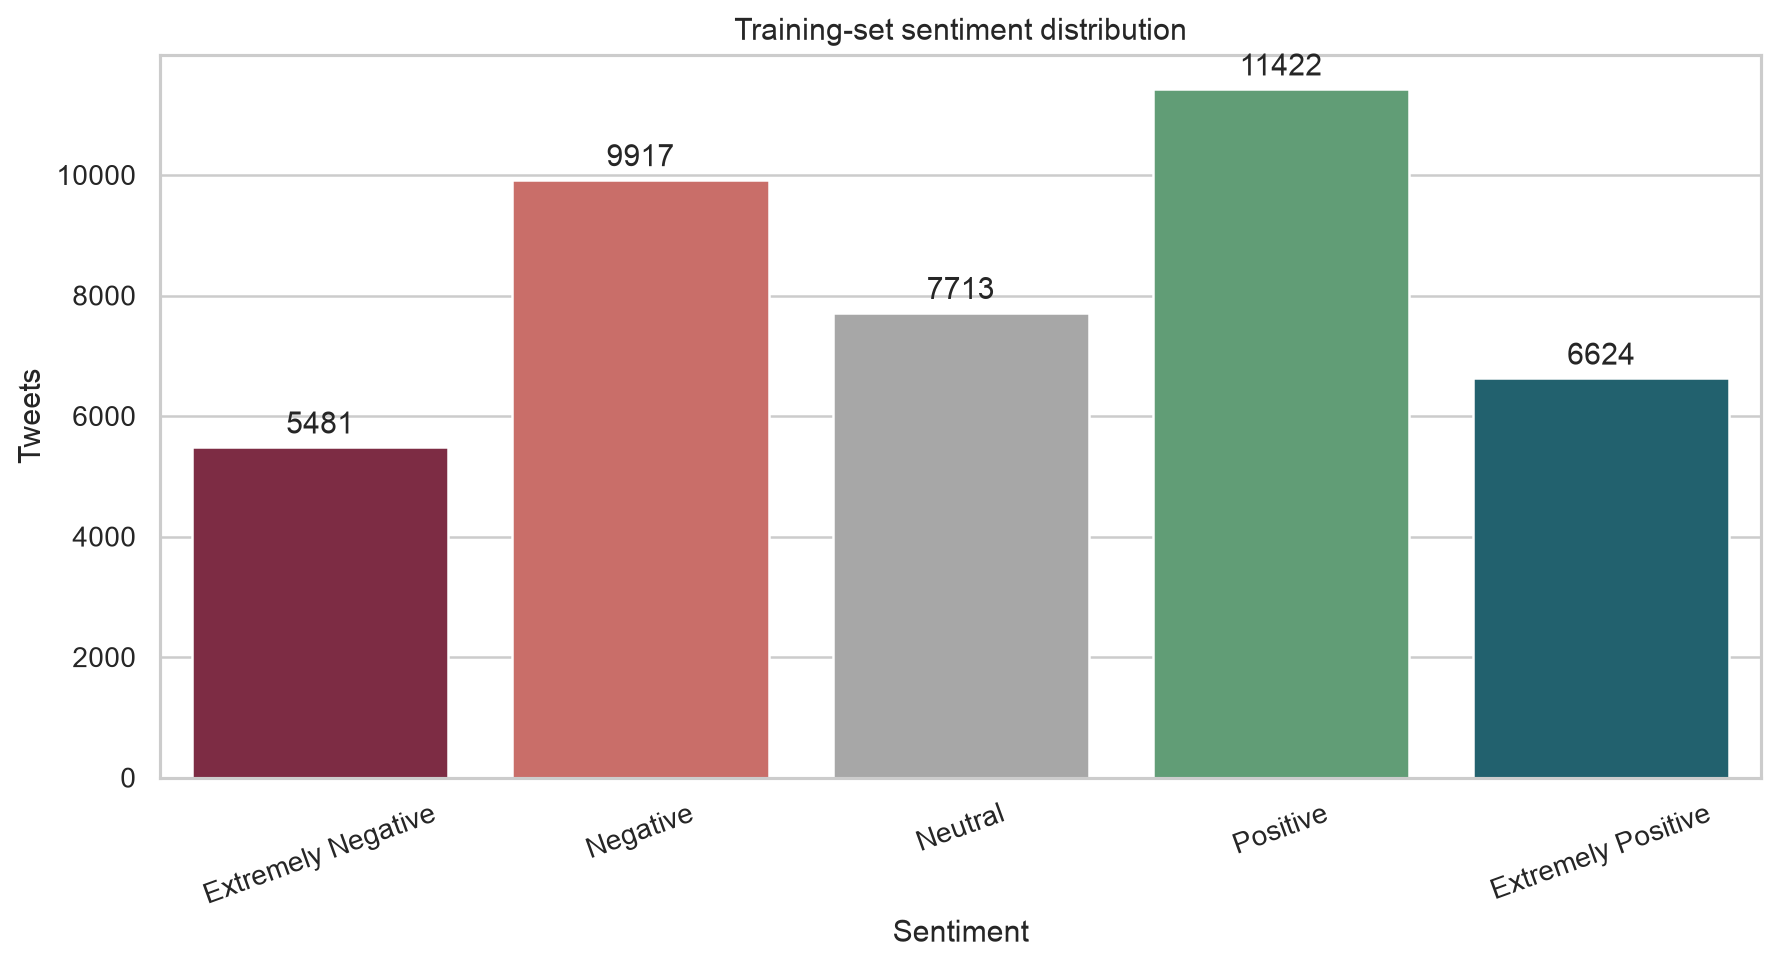 Training-set sentiment distribution
11422
9917
10000
7713
8000
6624
5481
6000
4000
2000
0
Tweets
Extremely Negative
Negative
Neutral
Positive
Extremely Positive
Sentiment